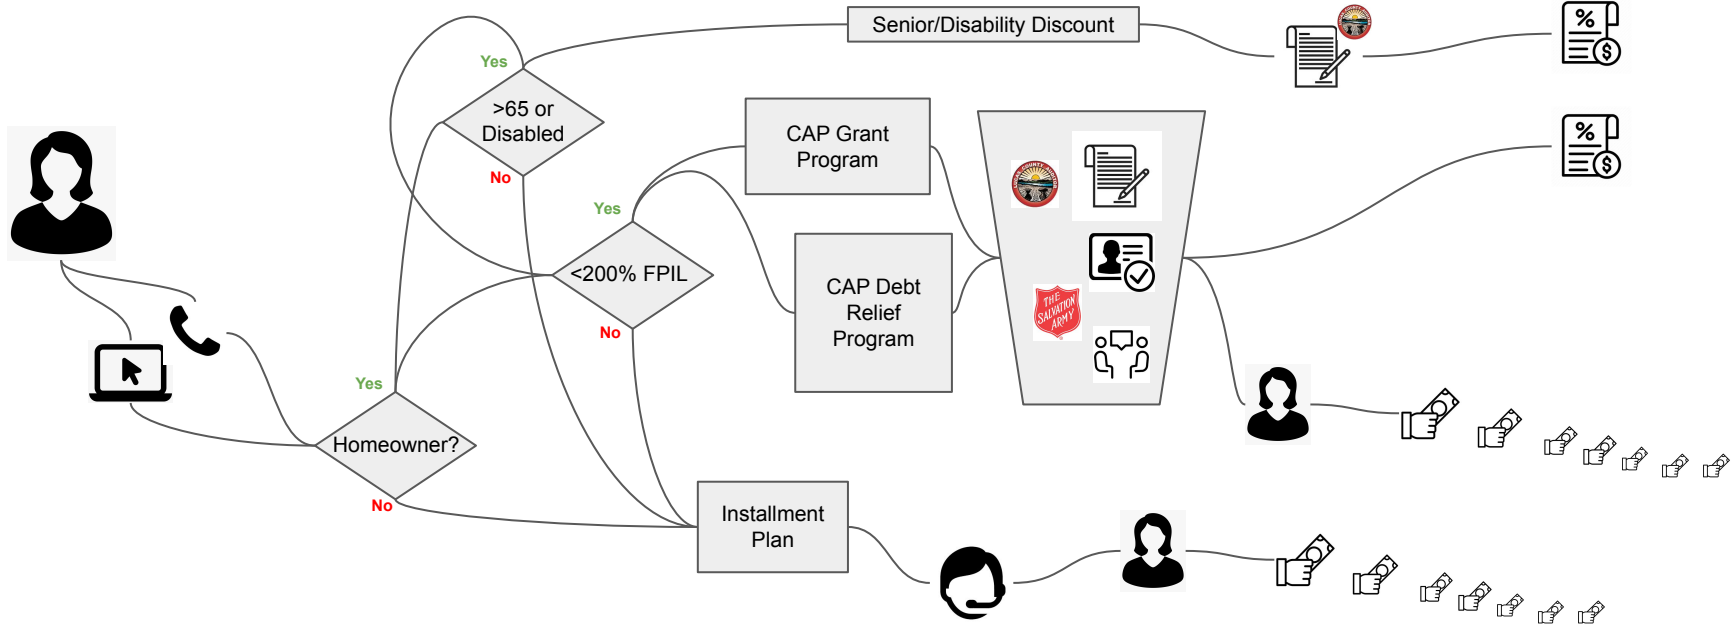 Senior/Disability Discount
%
$
Yes
>65 or
Disabled
No
CAP Grant
Program
%
$
Yes
<200% FPIL
No
CAP Debt
Relief
Program
THE
SALVATION
ARMY
Yes
Homeowner?
No
Installment
Plan